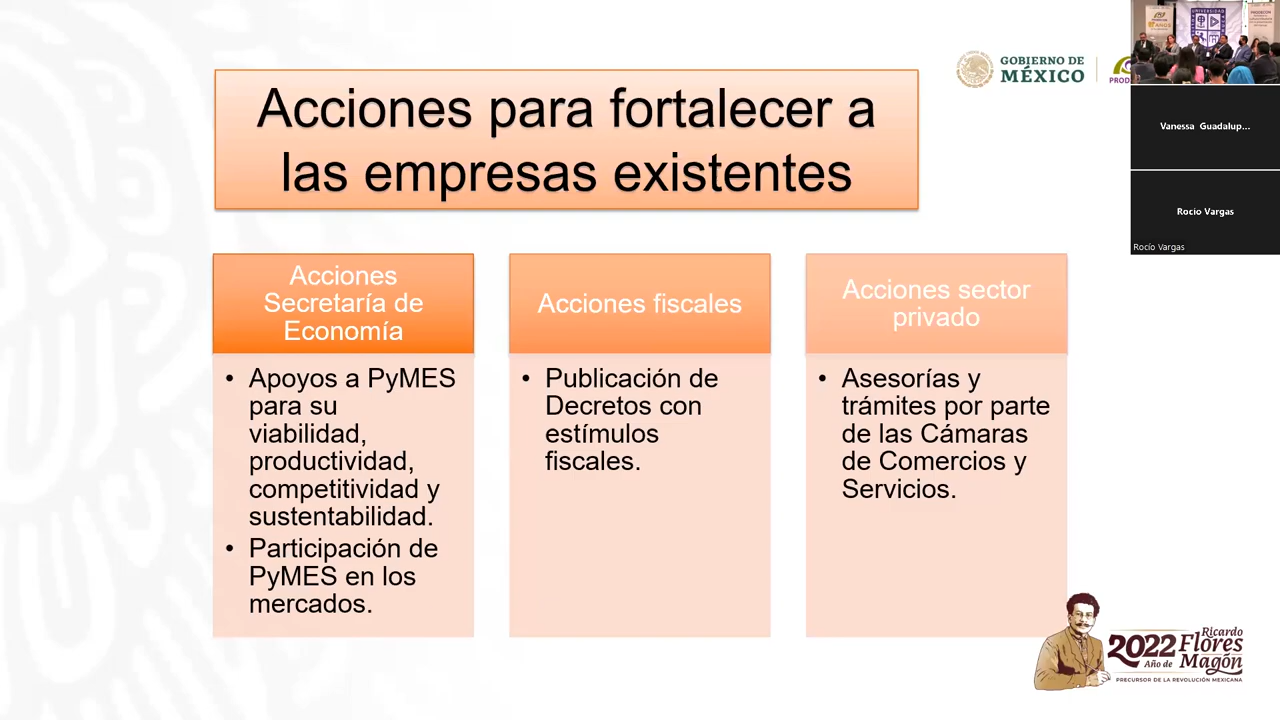 Acciones para fortalecer a
las empresas existentes
GOBIERNO DE
MÉXICO
PROD
UNIVERSIDAD
Vanessa Guadalup...
Rocío Vargas
Rocío Vargas
Acciones
Secretaría de
Economía
• Apoyos a PyMES
para su
viabilidad,
productividad,
competitividad y
sustentabilidad.
• Participación de
PyMES en los
mercados.
Acciones fiscales
• Publicación de
Decretos con
estímulos
fiscales.
Acciones sector
privado
• Asesorías y
trámites por parte
de las Cámaras
de Comercios y
Servicios.
2022 Ricardo
Flores
Año de Magón
PRECURSOR DE LA REVOLUCIÓN MEXICANA